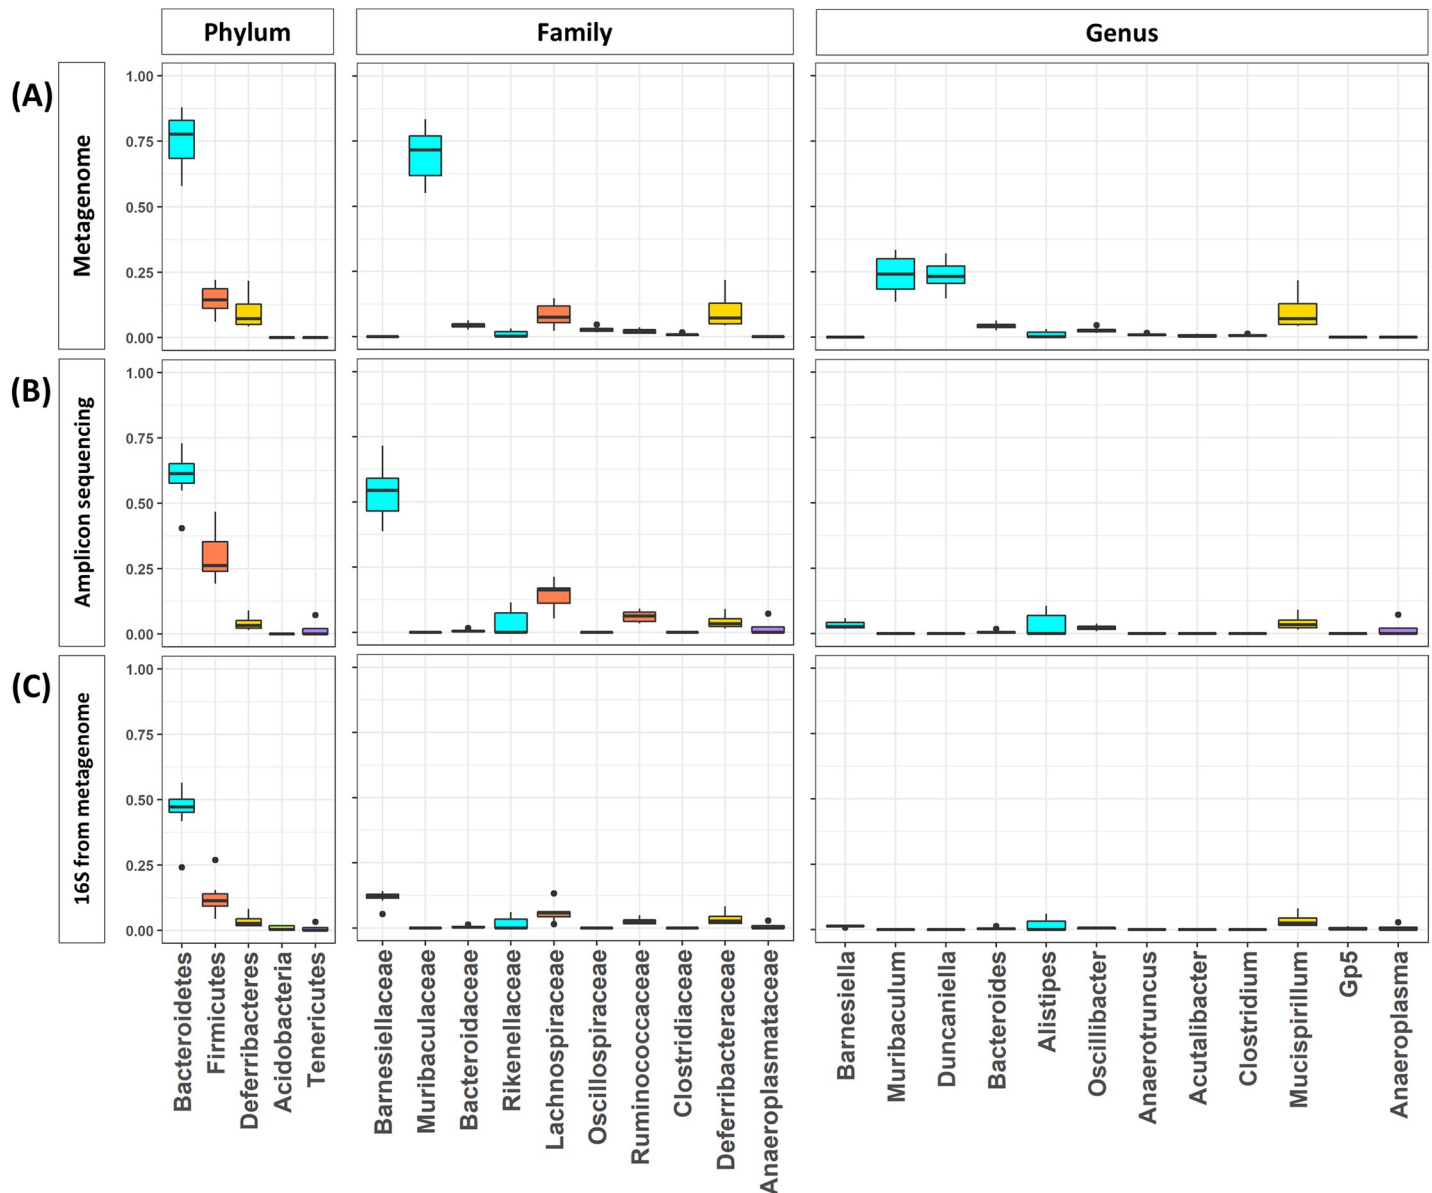 Phylum
Family
Genus
(A)
Metagenome
1.00
0.75
0.50
0.25
0.00
(B)
Amplicon sequencing
1.00
0.75
0.50
0.25
0.00
(C)
16S from metagenome
1.00
0.75
0.50
0.25
0.00
Bacteroidetes
Firmicutes
Deferribacteres
Acidobacteria
Tenericutes
Barnesiellaceae
Muribaculaceae
Bacteroidaceae
Rikenellaceae
Lachnospiraceae
Oscillospiraceae
Ruminococcaceae
Clostridiaceae
Deferribacteraceae
Anaeroplasmataceae
Barnesiella
Muribaculum
Duncaniella
Bacteroides
Alistipes
Oscillibacter
Anaerotruncus
Acutalibacter
Clostridium
Mucispirillum
Gp5
Anaeroplasma